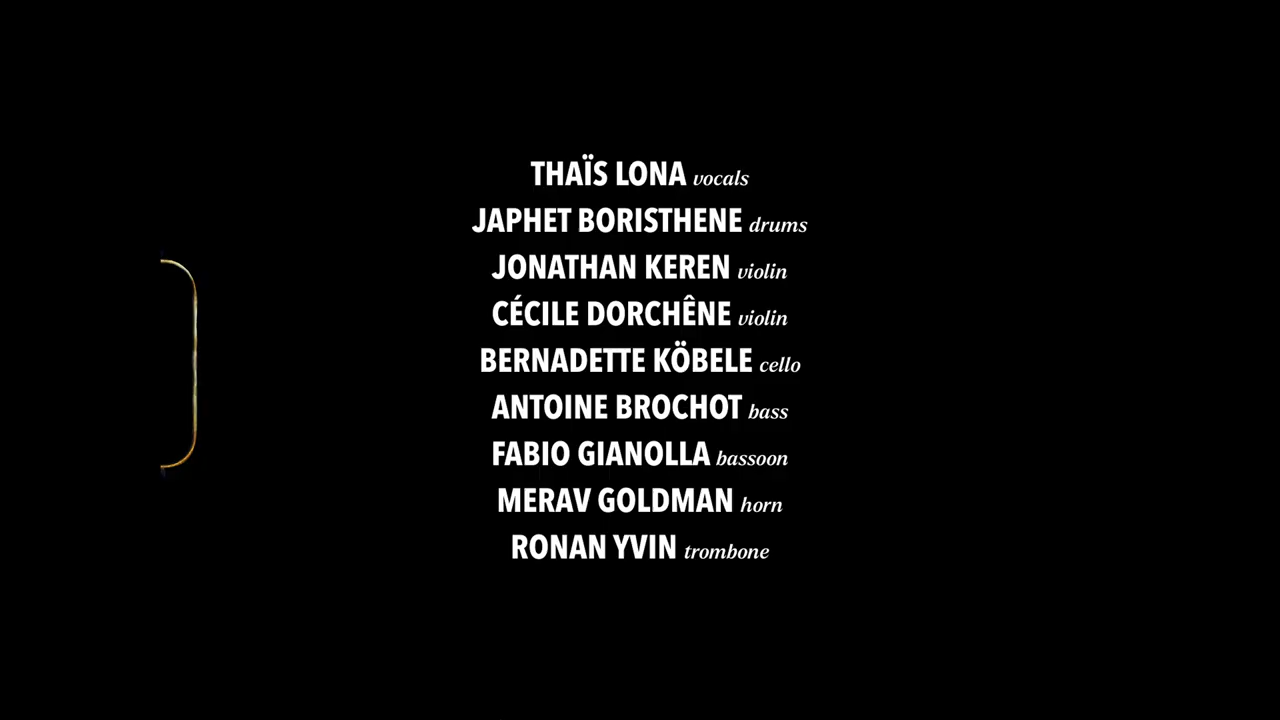 THAÏS LONA vocals
JAPHET BORISTHENE drums
JONATHAN KEREN violin
CÉCILE DORCHÊNE violin
BERNADETTE KÖBELE cello
ANTOINE BROCHOT bass
FABIO GIANOLLA bassoon
MERAV GOLDMAN horn
RONAN YVIN trombone